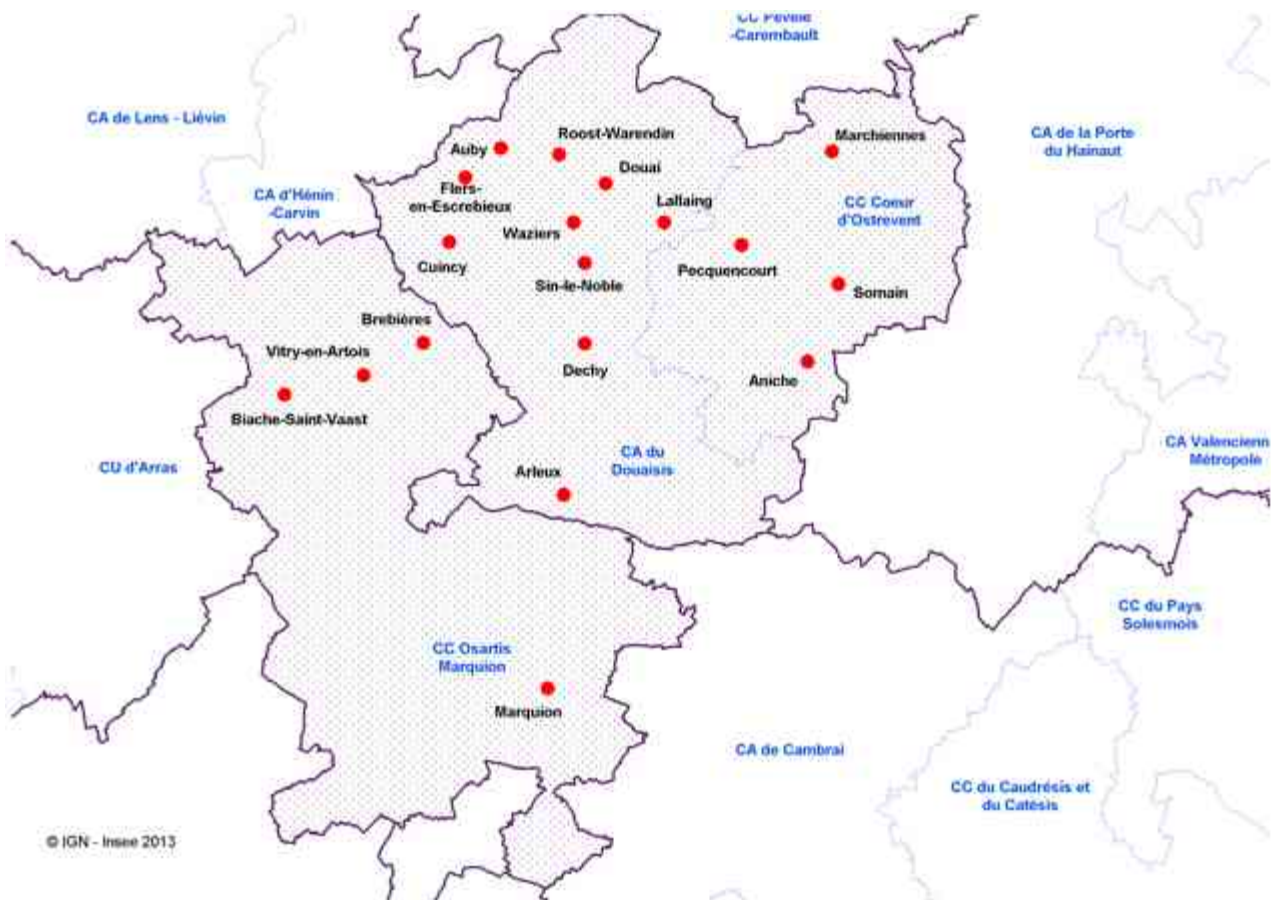 CC Pévèle
-Carembault
CA de Lens - Liévin
Roost-Warendin
Marchiennes
CA de la Porte
du Hainaut
Auby
Douai
Flers-
en-Escrebieux
CA d'Hénin
-Carvin
Lallaing
CC Coeur
d'Ostrevent
Waziers
Cuincy
Pecquencourt
Sin-le-Noble
Somain
Brebières
Vitry-en-Artois
Dechy
Aniche
Biache-Saint-Vaast
CA du
Douaisis
CA Valencienn
Métropole
CU d'Arras
Arleux
CC du Pays
Solesmois
CC Osartis
Marquion
Marquion
CA de Cambrai
CC du Caudrésis et
du Catésis
© IGN - Insee 2013